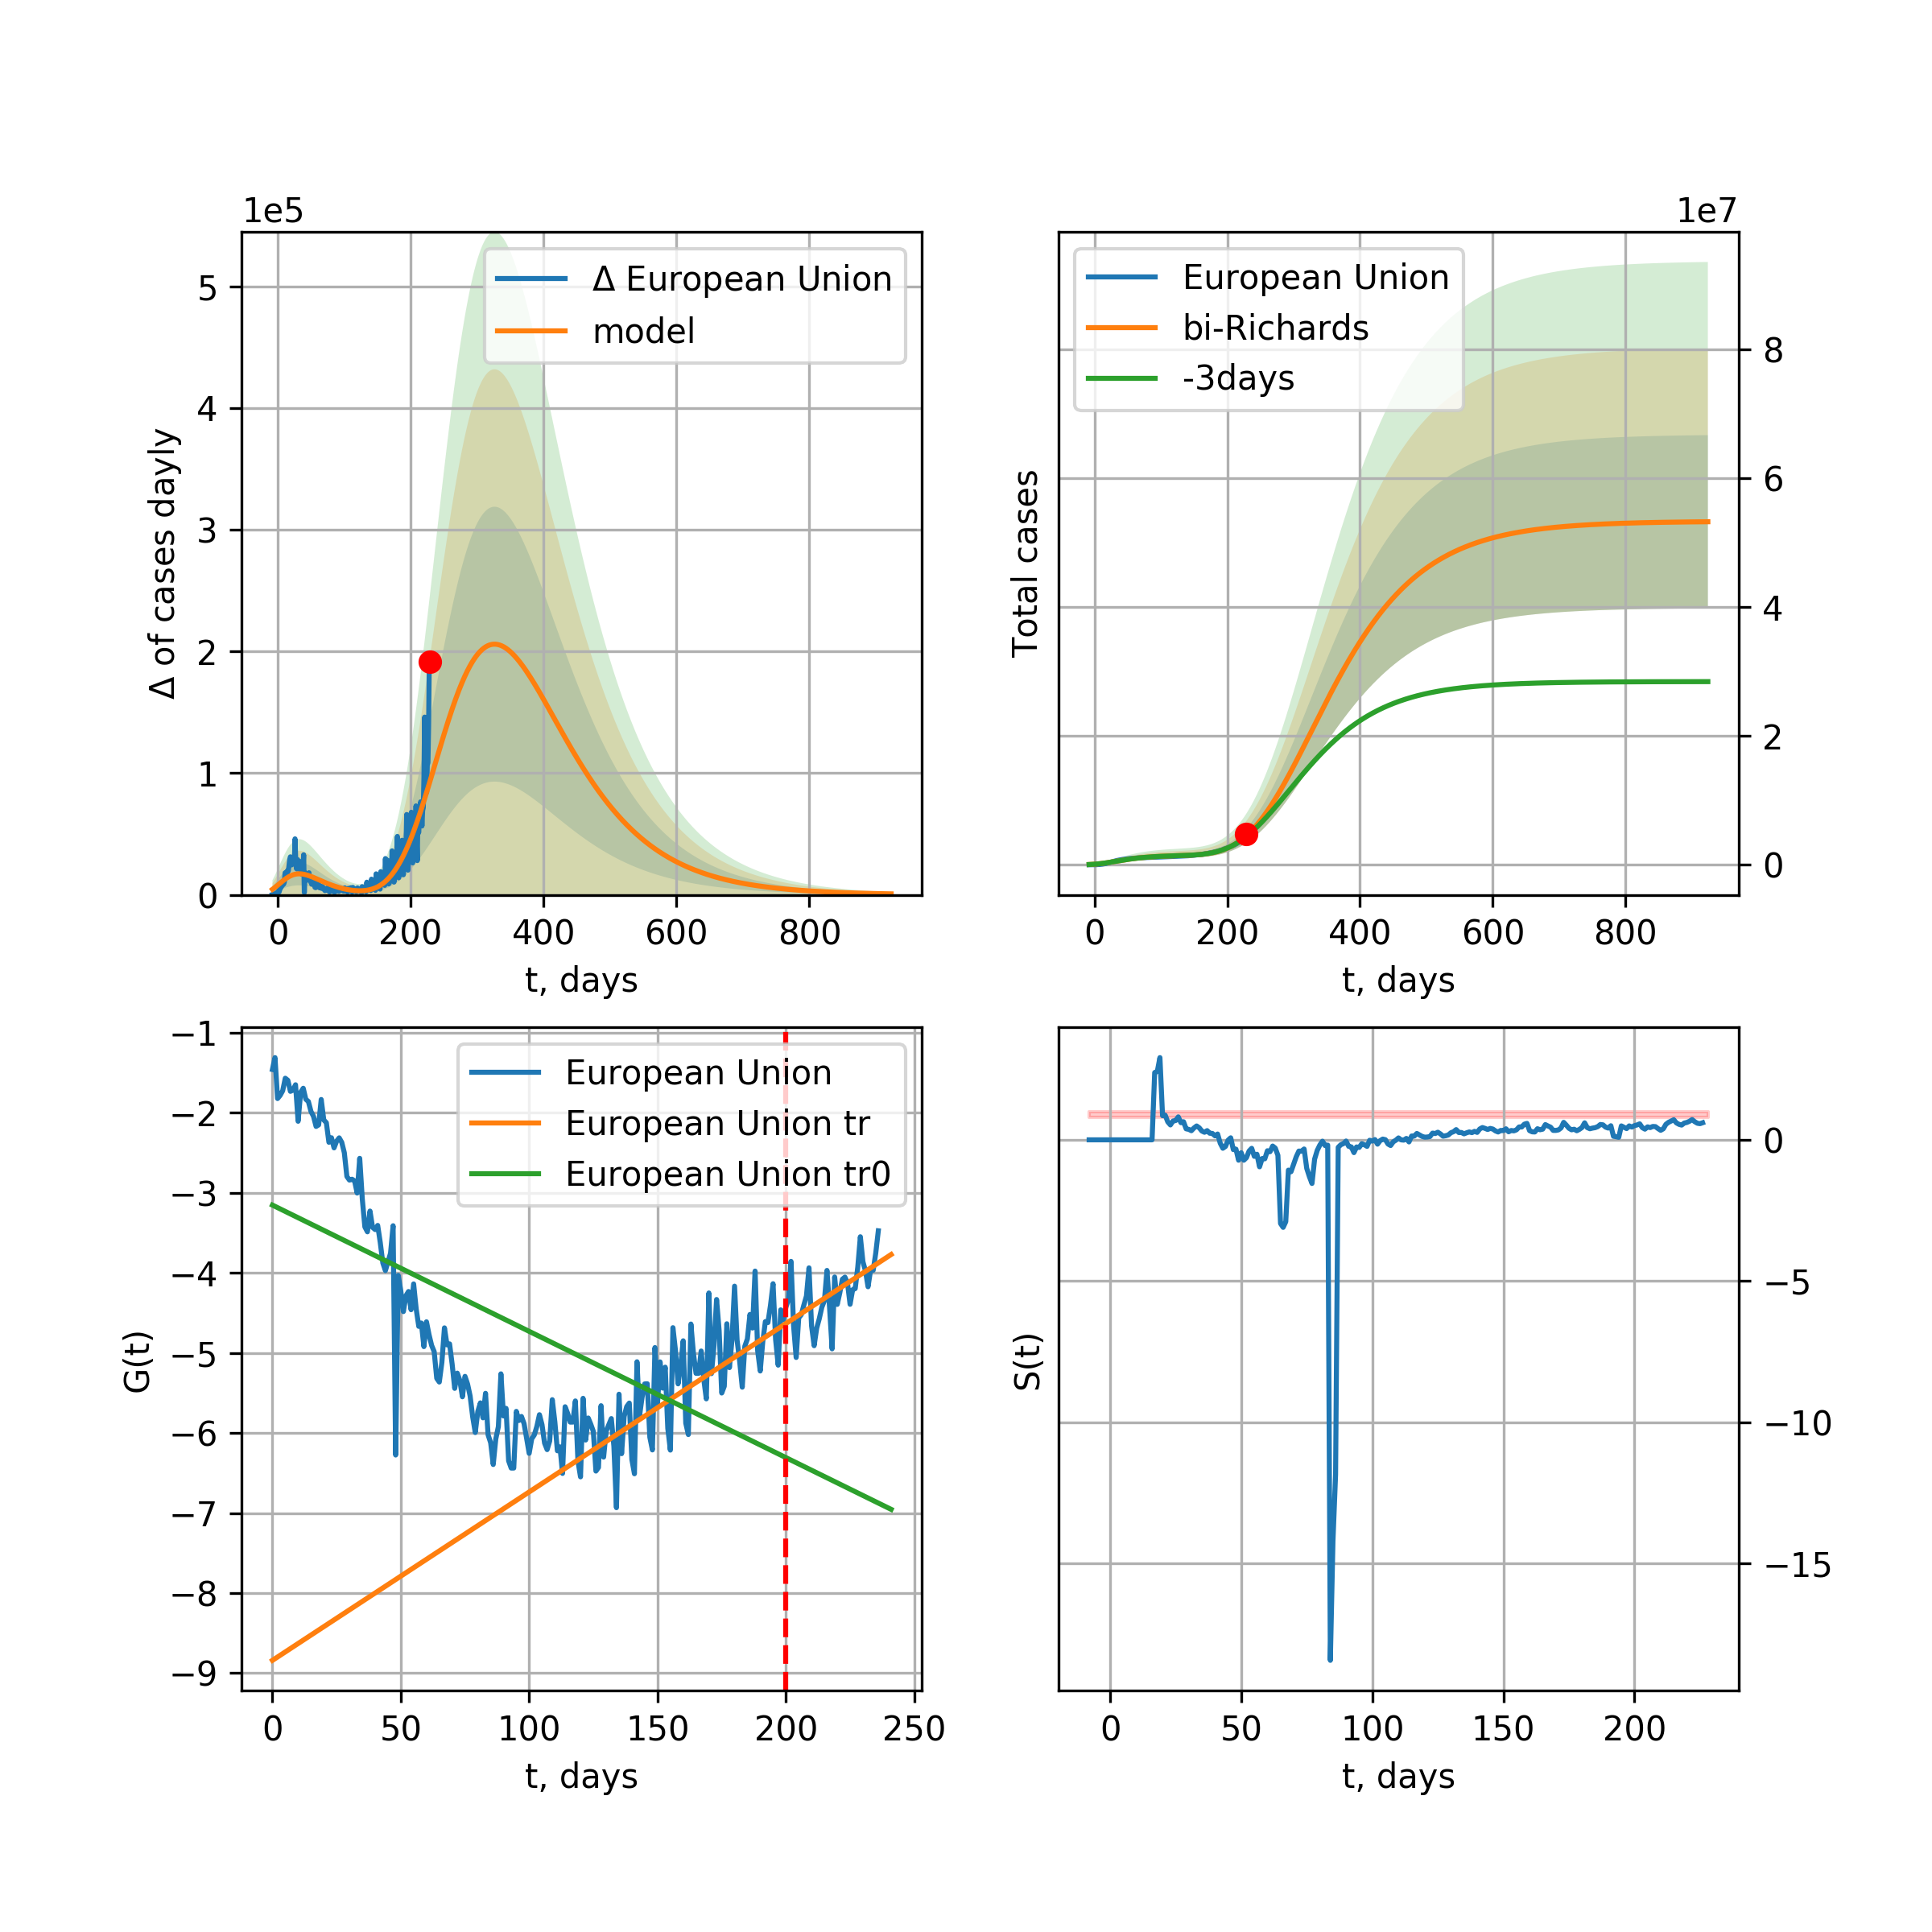 1e5
Δ European Union
model
5
4
3
2
1
0
Δ of cases dayly
0 200 400 600 800
t, days
1e7
European Union
bi-Richards
-3days
8
6
4
2
0
Total cases
0 200 400 600 800
t, days
European Union
European Union tr
European Union tr0
−1
−2
−3
−4
−5
−6
−7
−8
−9
G(t)
0 50 100 150 200 250
t, days
0
−5
−10
−15
S(t)
0 50 100 150 200
t, days